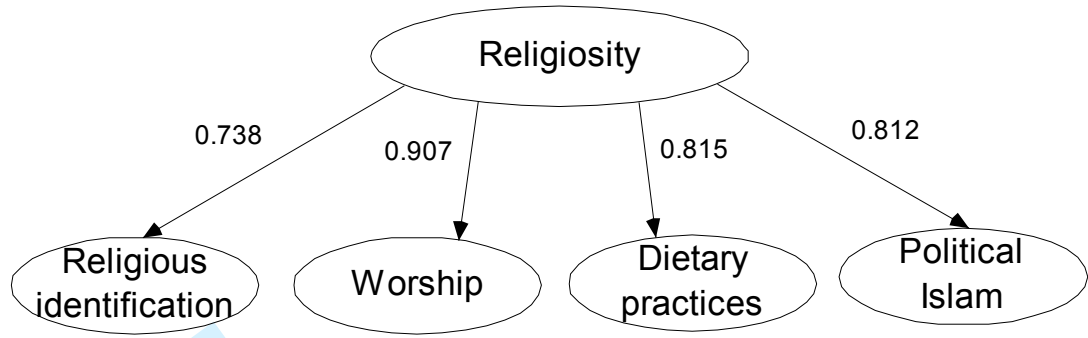 Religiosity
0.738
0.907
0.815
0.812
Religious
identification
Worship
Dietary
practices
Political
Islam